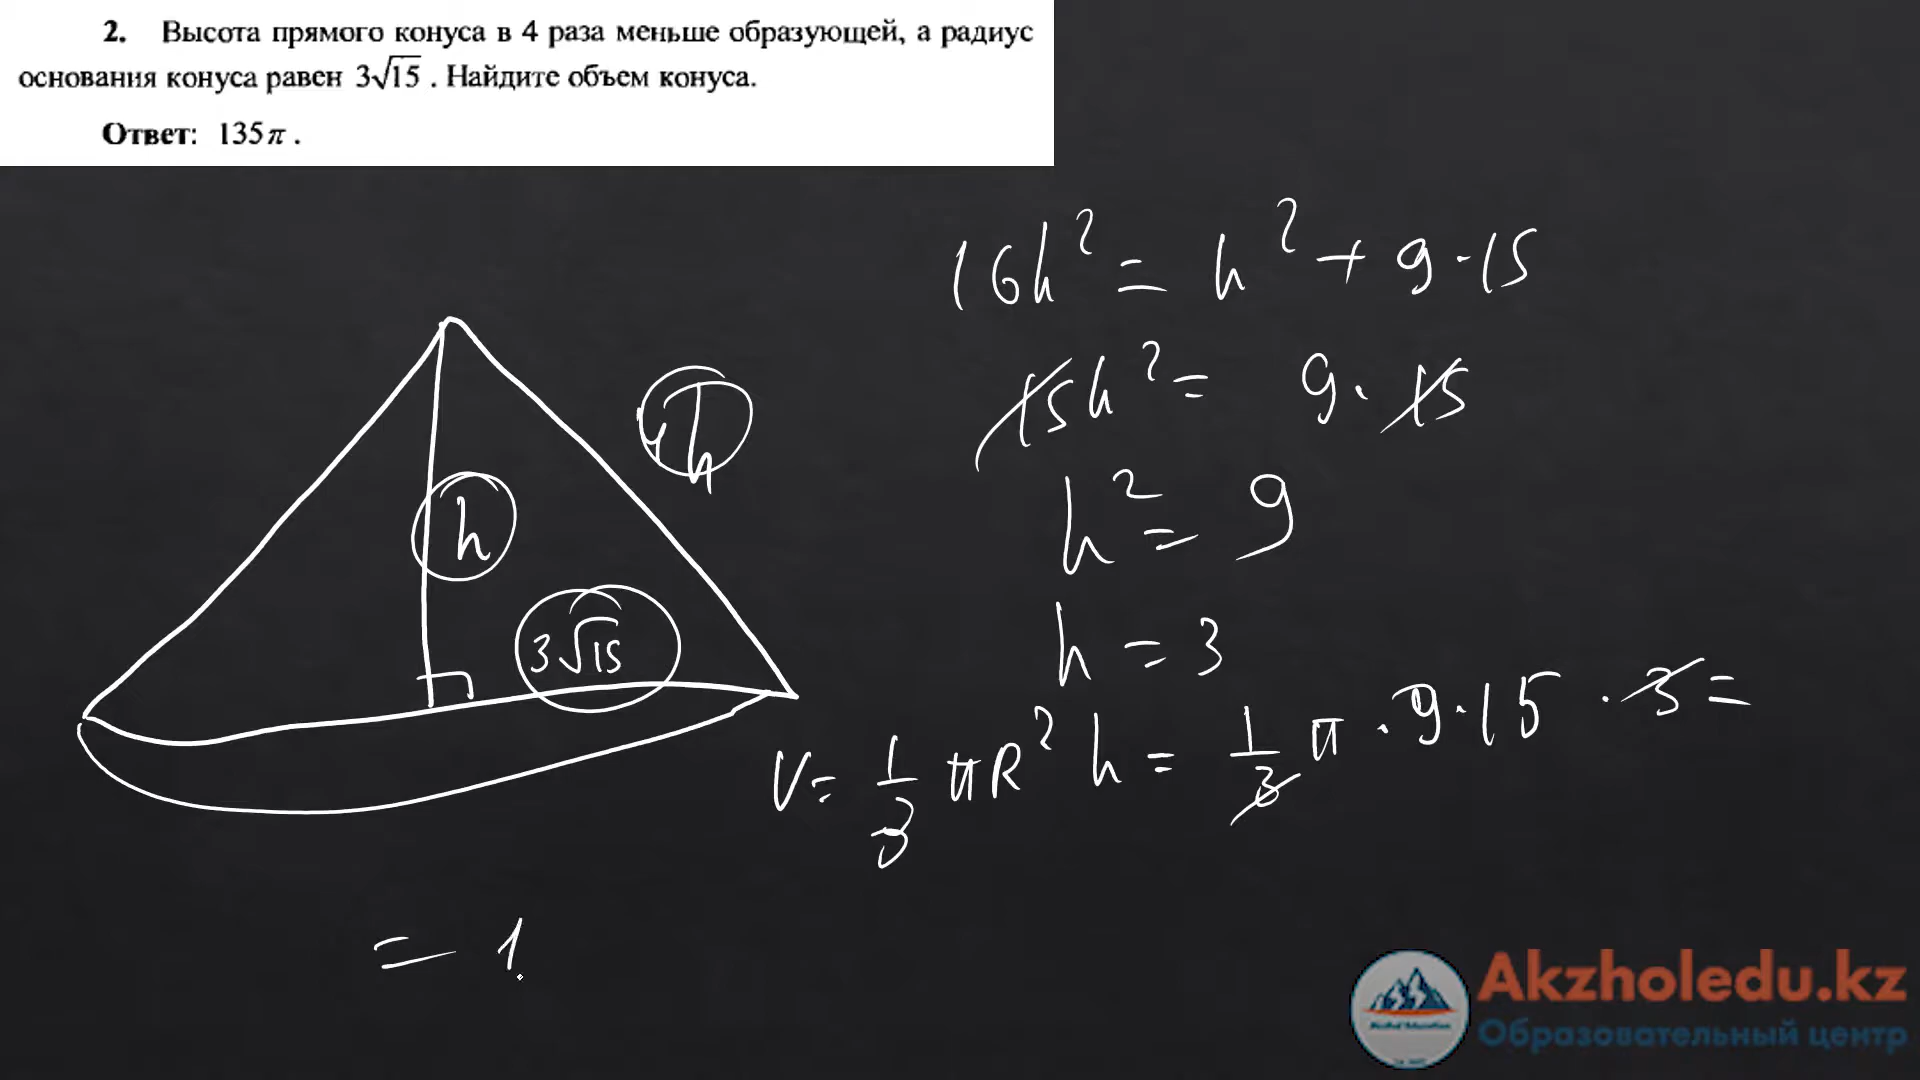 2. Высота прямого конуса в 4 раза меньше образующей, а радиус
основания конуса равен 3√15 . Найдите объем конуса.
Ответ: 135π .
16h² = h² + 9·15
15h² = 9·15
h² = 9
h = 3
4h
h
3√15
V = 1/3 πR² h = 1/3 π · 9 · 15 · 3 =
= 1
Akzholedu.kz
Образовательный центр